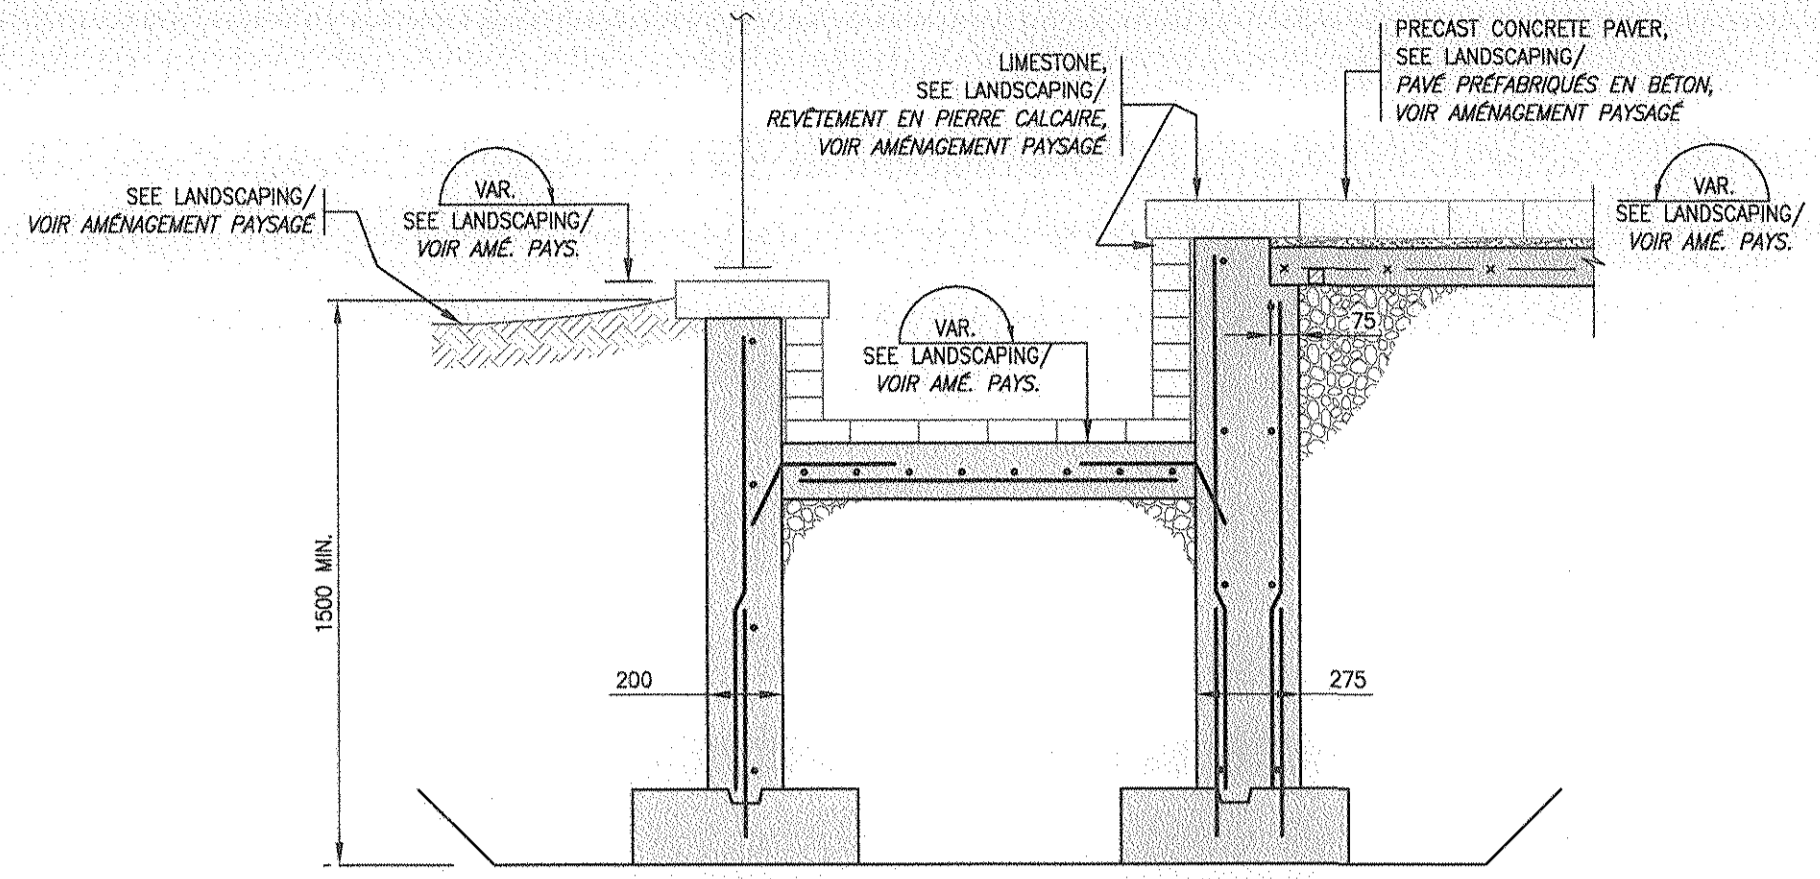 PRECAST CONCRETE PAVER,
SEE LANDSCAPING/
PAVÉ PRÉFABRIQUÉS EN BÉTON,
VOIR AMÉNAGEMENT PAYSAGÉ
LIMESTONE,
SEE LANDSCAPING/
REVÊTEMENT EN PIERRE CALCAIRE,
VOIR AMÉNAGEMENT PAYSAGÉ
SEE LANDSCAPING/
VOIR AMÉNAGEMENT PAYSAGÉ
VAR.
SEE LANDSCAPING/
VOIR AMÉ. PAYS.
VAR.
SEE LANDSCAPING/
VOIR AMÉ. PAYS.
VAR.
SEE LANDSCAPING/
VOIR AMÉ. PAYS.
75
1500 MIN.
200
275